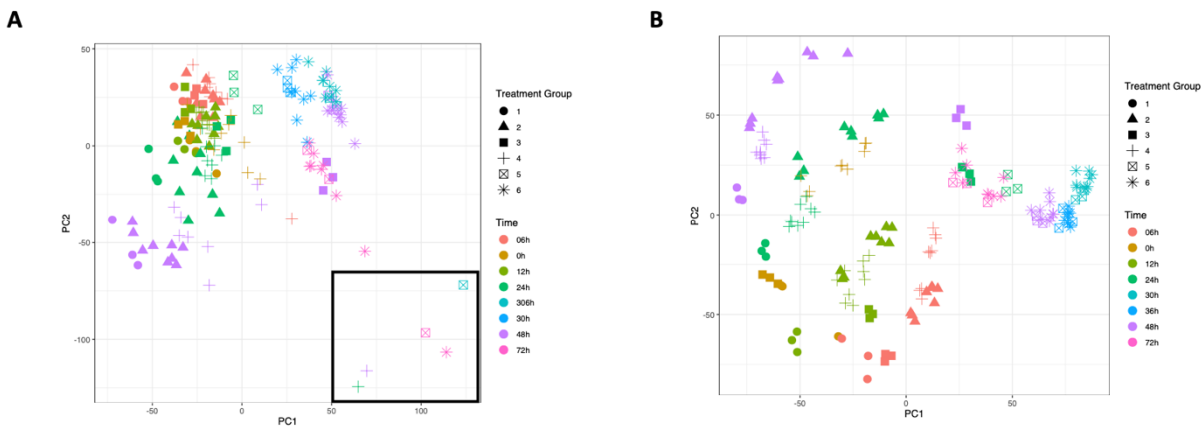 A
50
0
-50
-100
PC2
-50
0
50
100
PC1
Treatment Group
1
2
3
4
5
6
Time
06h
0h
12h
24h
306h
30h
48h
72h
B
50
0
-50
PC2
-50
0
50
PC1
Treatment Group
1
2
3
4
5
6
Time
06h
0h
12h
24h
30h
36h
48h
72h